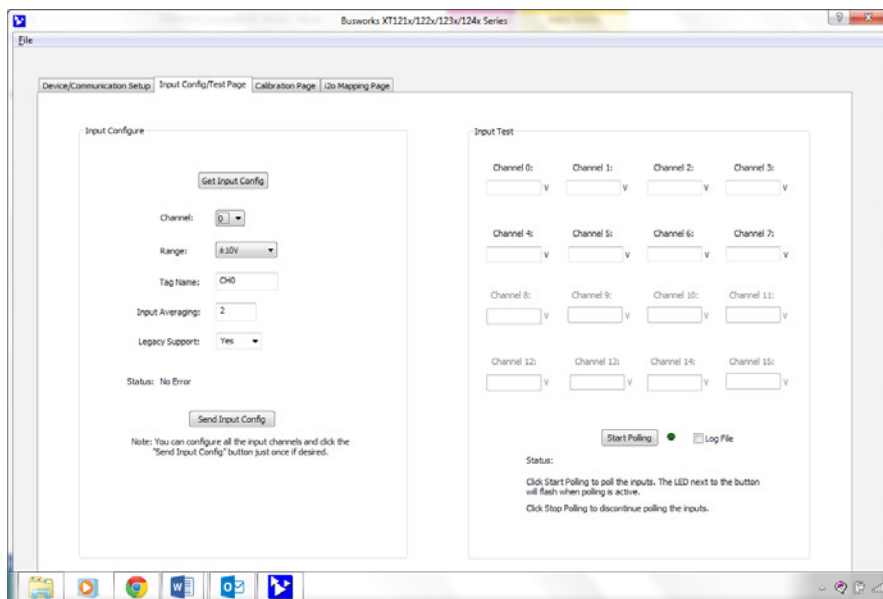 Busworks XT121x/122x/123x/124x Series
File
Device/Communication Setup
Input Config/Test Page
Calibration Page
i2o Mapping Page
Input Configure
Get Input Config
Channel: 0
Range: ±10V
Tag Name: CH0
Input Averaging: 2
Legacy Support: Yes
Status: No Error
Send Input Config
Note: You can configure all the input channels and click the
"Send Input Config" button just once if desired.
Input Test
Channel 0: Channel 1: Channel 2: Channel 3:
V V V V
Channel 4: Channel 5: Channel 6: Channel 7:
V V V V
Channel 8: Channel 9: Channel 10: Channel 11:
V V V V
Channel 12: Channel 13: Channel 14: Channel 15:
V V V V
Start Polling Log File
Status:
Click Start Polling to poll the inputs. The LED next to the button
will flash when polling is active.
Click Stop Polling to discontinue polling the inputs.